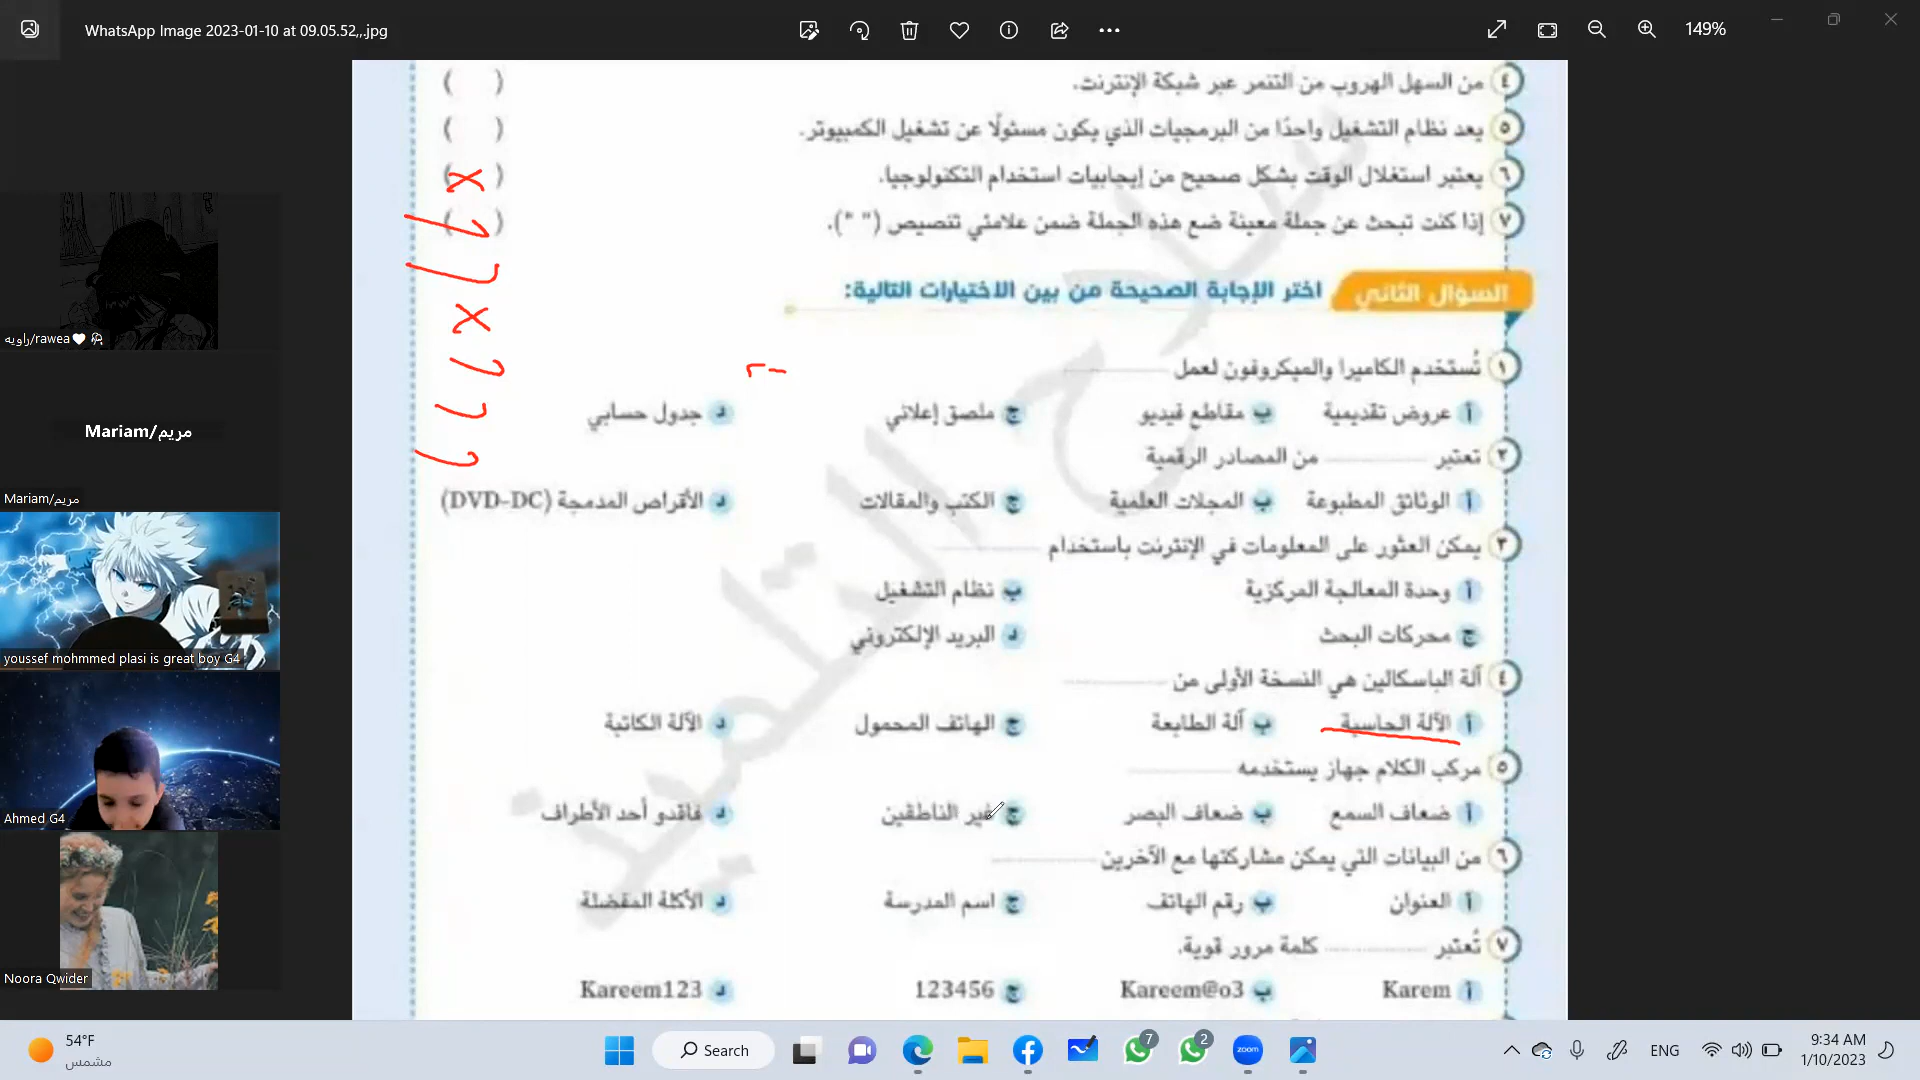 WhatsApp Image 2023-01-10 at 09.05.52,,.jpg
149%
٤ من السهل الهروب من التنمر عبر شبكة الإنترنت. ( )
٥ يعد نظام التشغيل واحدًا من البرمجيات الذي يكون مسئولًا عن تشغيل الكمبيوتر. ( )
٦ يعتبر استغلال الوقت بشكل صحيح من إيجابيات استخدام التكنولوجيا. ( )
٧ إذا كنت تبحث عن جملة معينة ضع هذه الجملة ضمن علامتي تنصيص (" "). ( )
السؤال الثاني اختر الإجابة الصحيحة من بين الاختيارات التالية:
١ تُستخدم الكاميرا والميكروفون لعمل
أ عروض تقديمية ب مقاطع فيديو ج ملصق إعلاني د جدول حسابي
٢ تعتبر من المصادر الرقمية
أ الوثائق المطبوعة ب المجلات العلمية ج الكتب والمقالات د الأقراص المدمجة (DVD-DC)
٣ يمكن العثور على المعلومات في الإنترنت باستخدام
أ وحدة المعالجة المركزية ب نظام التشغيل
ج محركات البحث د البريد الإلكتروني
٤ آلة الباسكالين هي النسخة الأولى من
أ الآلة الحاسبة ب آلة الطابعة ج الهاتف المحمول د الآلة الكاتبة
٥ مركب الكلام جهاز يستخدمه
أ ضعاف السمع ب ضعاف البصر ج غير الناطقين د فاقدو أحد الأطراف
٦ من البيانات التي يمكن مشاركتها مع الآخرين
أ العنوان ب رقم الهاتف ج اسم المدرسة د الأكلة المفضلة
٧ تُعتبر كلمة مرور قوية.
أ Karem ب Kareem@o3 ج 123456 د Kareem123
سلاح التلميذ
راويه/rawea
Mariam/مريم
Mariam/مريم
youssef mohmmed plasi is great boy G4
Ahmed G4
Noora Qwider
54°F
مشمس
Search
7
2
zoom
ENG
9:34 AM
1/10/2023